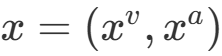 x = (x^v, x^a)